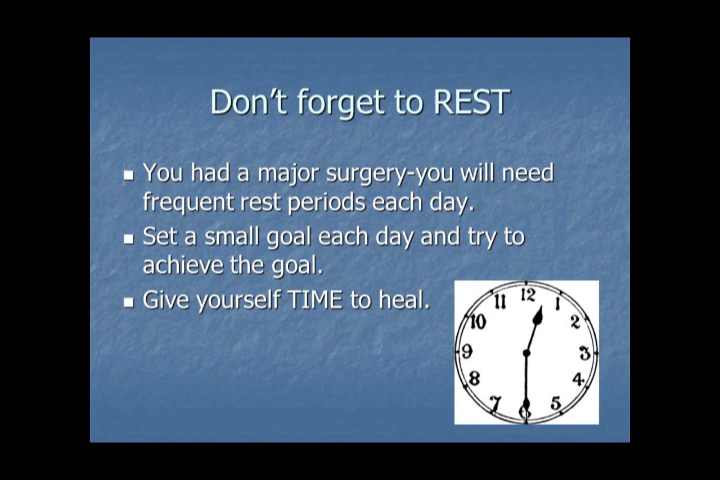 Don't forget to REST
You had a major surgery-you will need
frequent rest periods each day.
Set a small goal each day and try to
achieve the goal.
Give yourself TIME to heal.
12
11
1
10
2
9
3
8
4
7
5
6